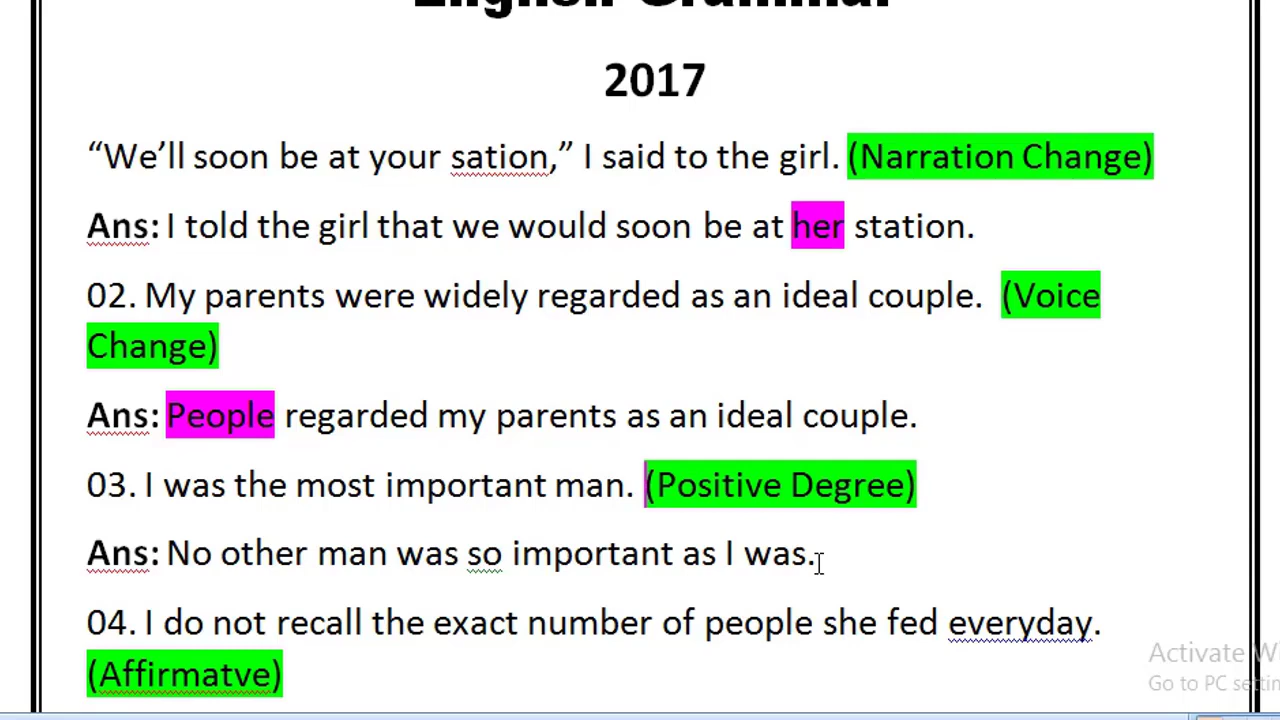 English Grammar
2017
“We’ll soon be at your sation,” I said to the girl. (Narration Change)
Ans: I told the girl that we would soon be at her station.
02. My parents were widely regarded as an ideal couple. (Voice
Change)
Ans: People regarded my parents as an ideal couple.
03. I was the most important man. (Positive Degree)
Ans: No other man was so important as I was.
04. I do not recall the exact number of people she fed everyday.
(Affirmatve)
Activate Wi
Go to PC settin